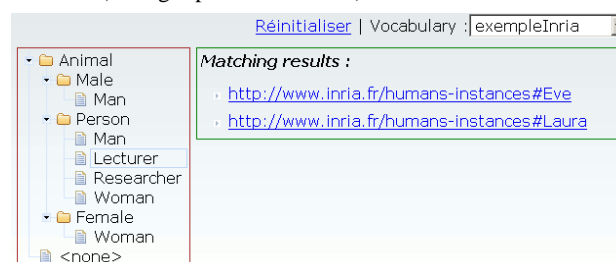 Réinitialiser | Vocabulary : exempleInria
Animal
Male
Man
Person
Man
Lecturer
Researcher
Woman
Female
Woman
<none>
Matching results :
http://www.inria.fr/humans-instances#Eve
http://www.inria.fr/humans-instances#Laura